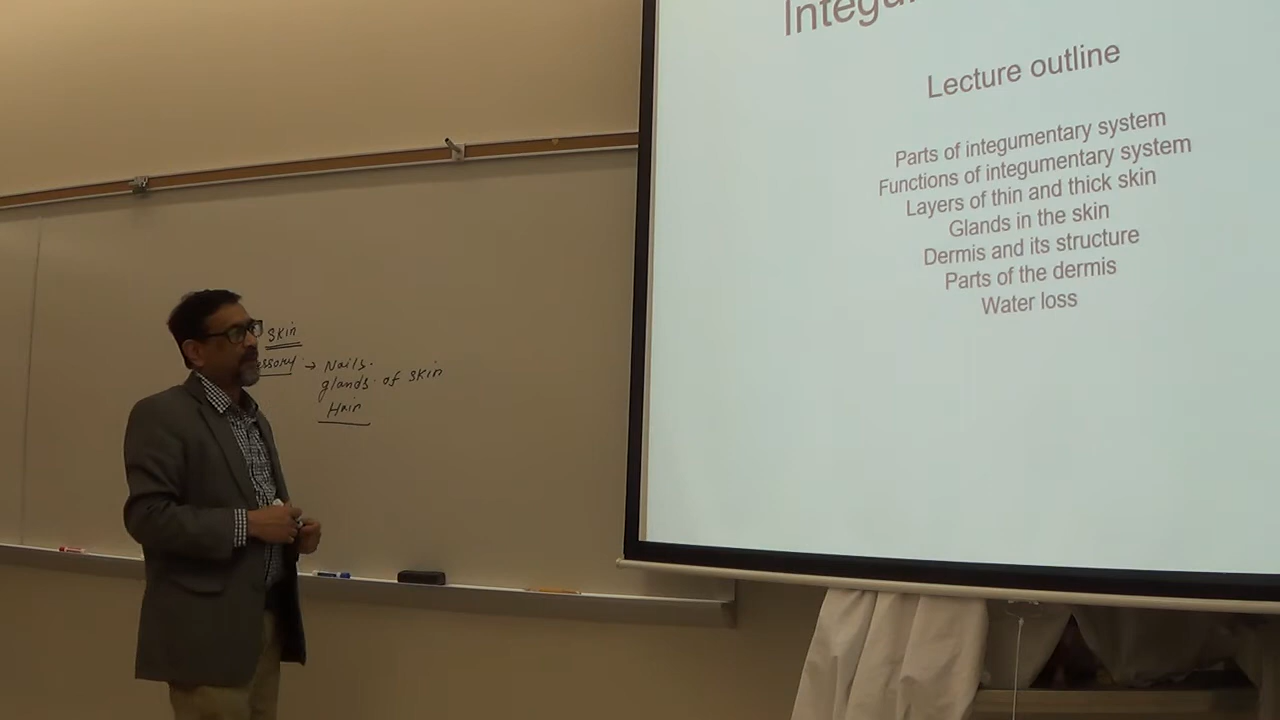 Lecture outline
Parts of integumentary system
Functions of integumentary system
Layers of thin and thick skin
Glands in the skin
Dermis and its structure
Parts of the dermis
Water loss
Skin
→ Nails.
glands of skin
Hair